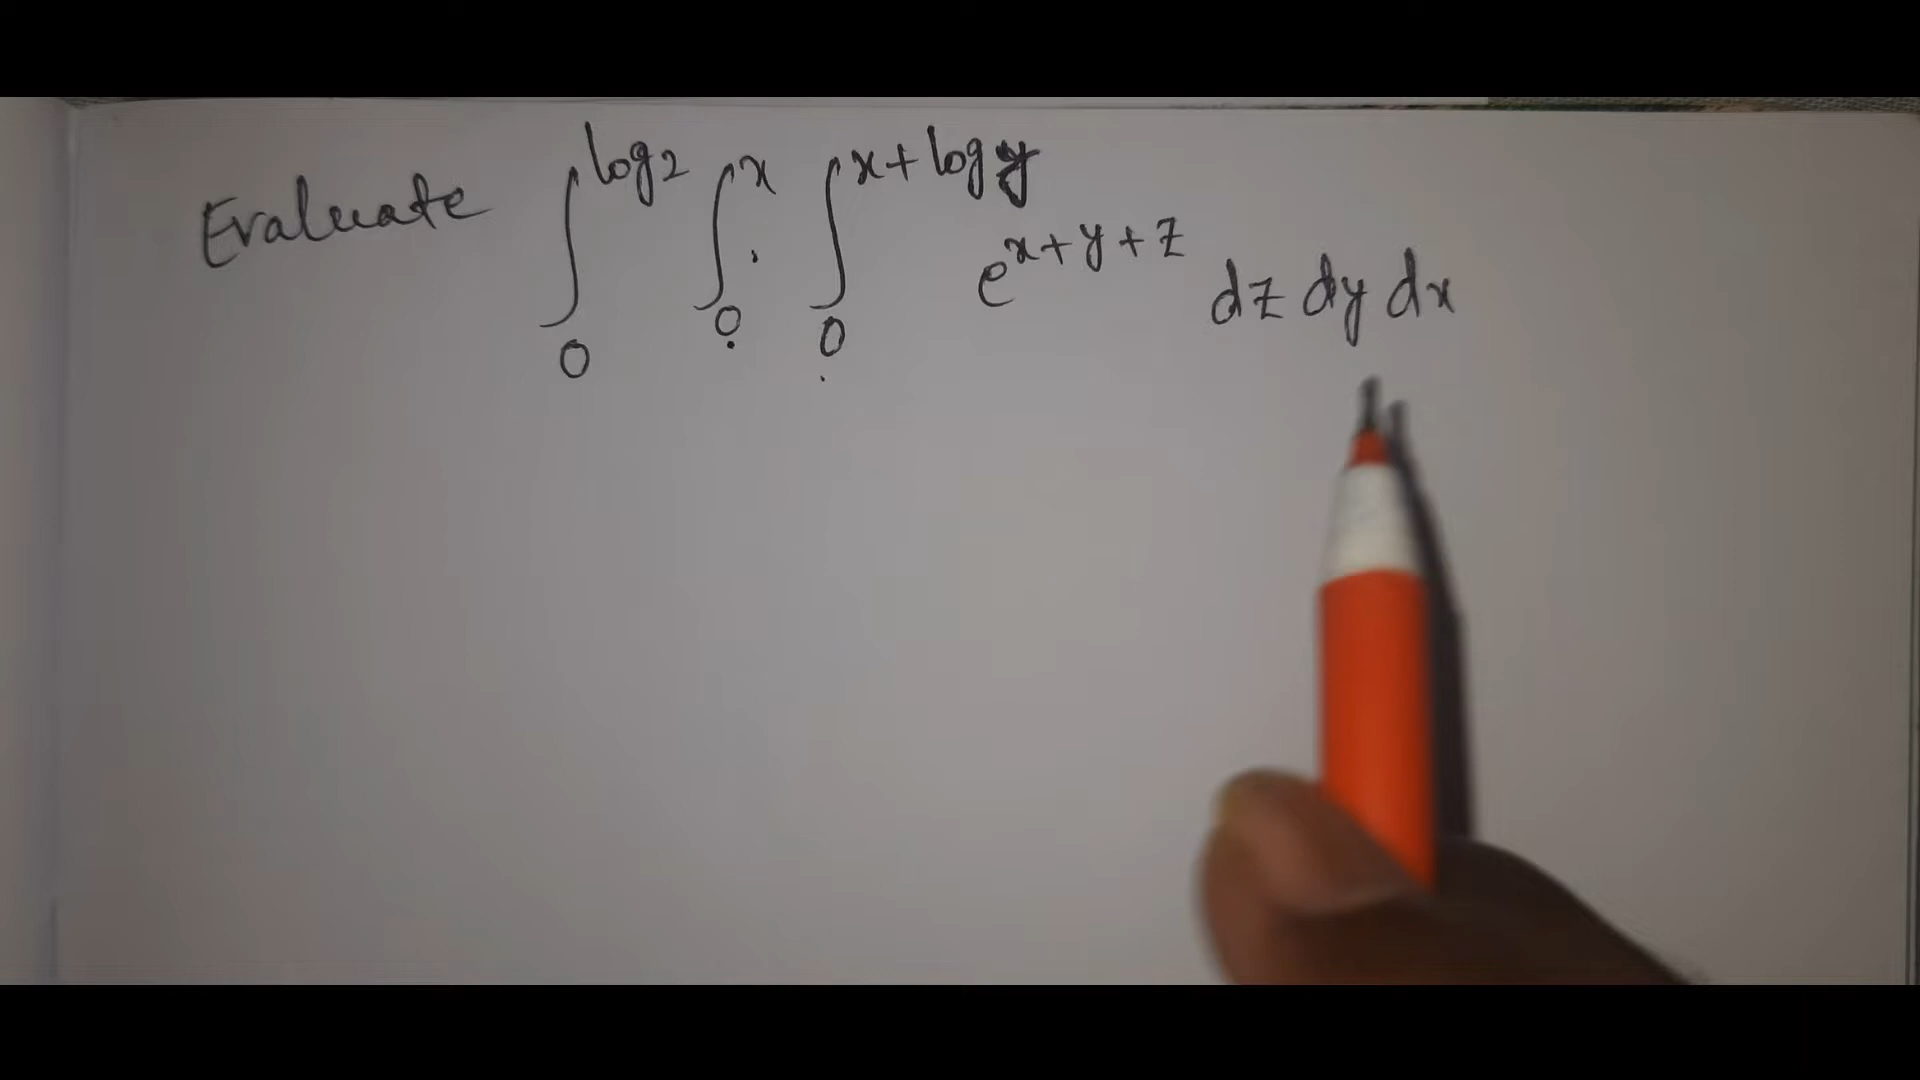 Evaluate ∫₀^{log2} ∫₀^{x} ∫₀^{x+log y} e^{x+y+z} dz dy dx